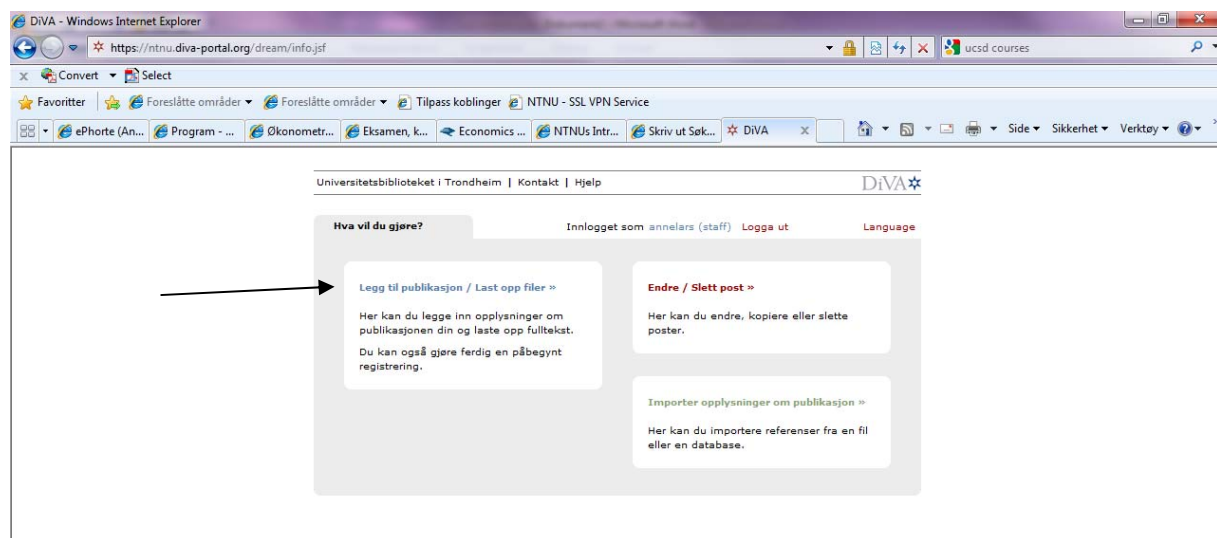 DiVA - Windows Internet Explorer
https://ntnu.diva-portal.org/dream/info.jsf
ucsd courses
x Convert Select
Favoritter Foreslåtte områder Foreslåtte områder Tilpass koblinger NTNU - SSL VPN Service
ePhorte (An... Program - ... Økonometr... Eksamen, k... Economics ... NTNUs Intr... Skriv ut Søk... DiVA x Side Sikkerhet Verktøy
Universitetsbiblioteket i Trondheim | Kontakt | Hjelp DiVA
Hva vil du gjøre? Innlogget som annelars (staff) Logga ut Language
Legg til publikasjon / Last opp filer »
Her kan du legge inn opplysninger om
publikasjonen din og laste opp fulltekst.
Du kan også gjøre ferdig en påbegynt
registrering.
Endre / Slett post »
Her kan du endre, kopiere eller slette
poster.
Importer opplysninger om publikasjon »
Her kan du importere referenser fra en fil
eller en database.